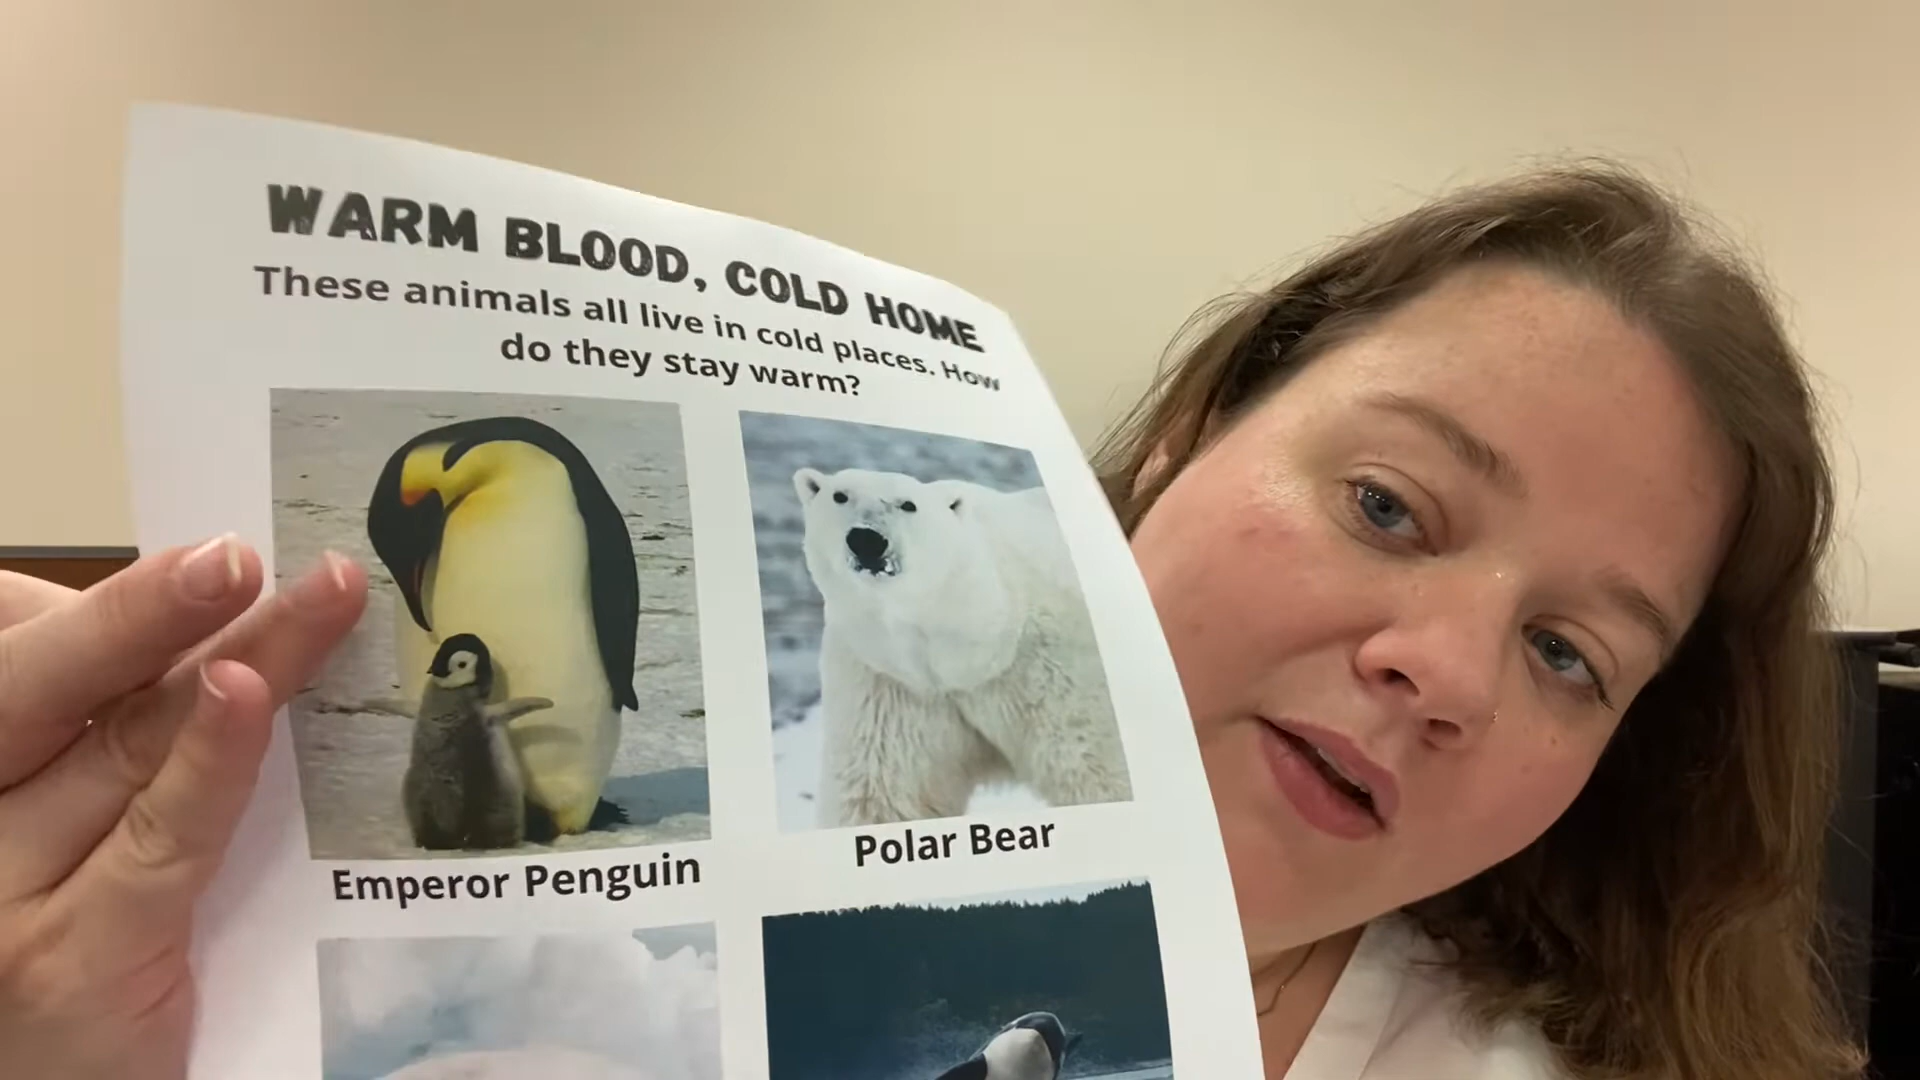 WARM BLOOD, COLD HOME
These animals all live in cold places. How
do they stay warm?
Emperor Penguin
Polar Bear